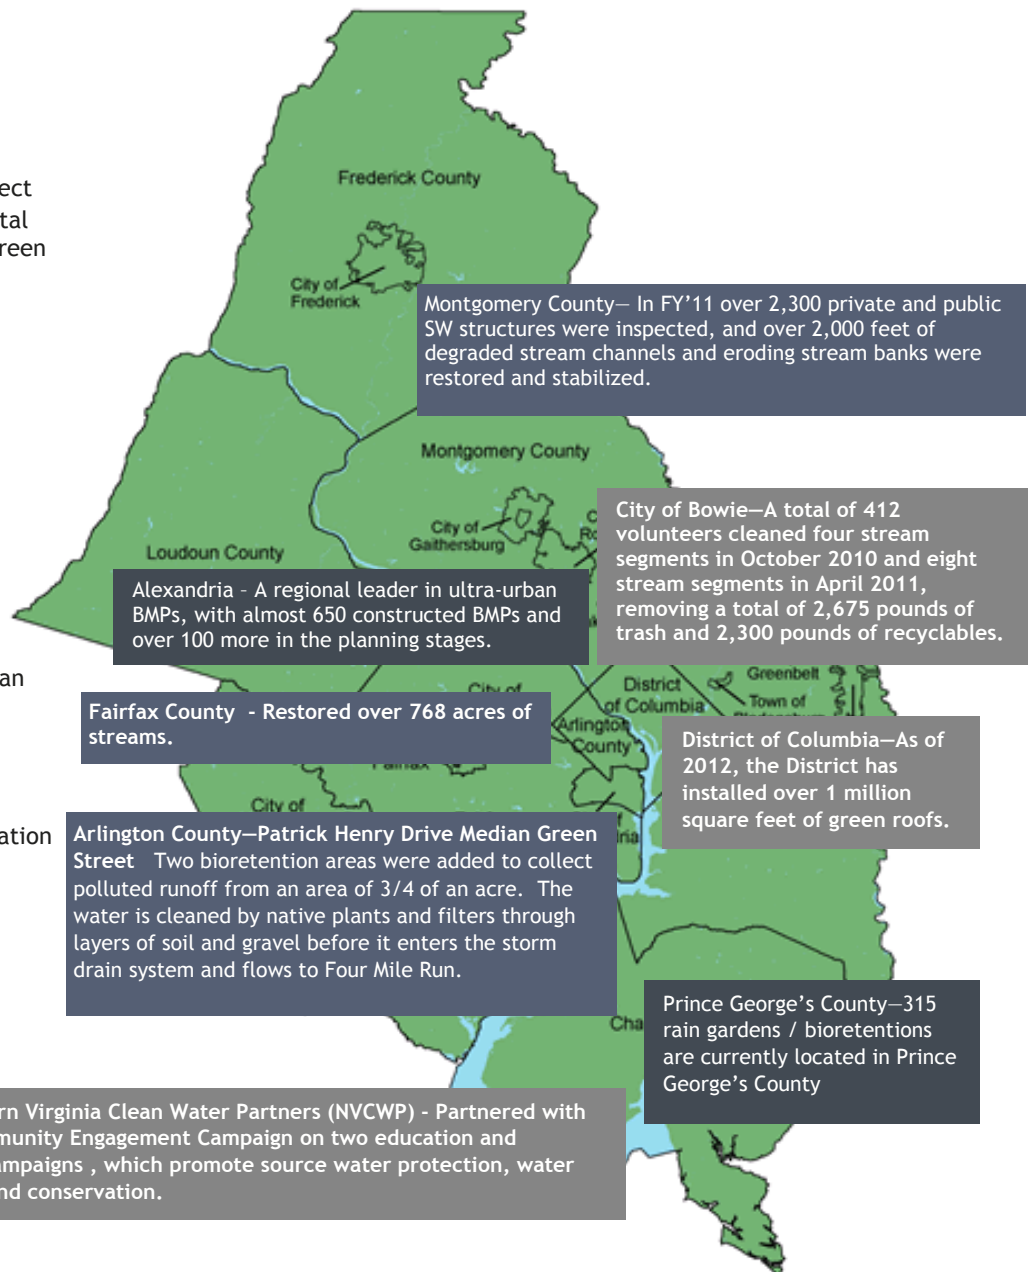 Frederick County
City of
Frederick
Montgomery County— In FY'11 over 2,300 private and public
SW structures were inspected, and over 2,000 feet of
degraded stream channels and eroding stream banks were
restored and stabilized.
Montgomery County
City of
Gaithersburg
Loudoun County
City of Bowie—A total of 412
volunteers cleaned four stream
segments in October 2010 and eight
stream segments in April 2011,
removing a total of 2,675 pounds of
trash and 2,300 pounds of recyclables.
Alexandria - A regional leader in ultra-urban
BMPs, with almost 650 constructed BMPs and
over 100 more in the planning stages.
City of
District
of Columbia
Greenbelt
Town of
Fairfax County - Restored over 768 acres of
streams.
Arlington
County
Fairfax
City of
District of Columbia—As of
2012, the District has
installed over 1 million
square feet of green roofs.
Arlington County—Patrick Henry Drive Median Green
Street Two bioretention areas were added to collect
polluted runoff from an area of 3/4 of an acre. The
water is cleaned by native plants and filters through
layers of soil and gravel before it enters the storm
drain system and flows to Four Mile Run.
Prince George's County—315
rain gardens / bioretentions
are currently located in Prince
George's County
Virginia Clean Water Partners (NVCWP) - Partnered with
Engagement Campaign on two education and
, which promote source water protection, water
conservation.